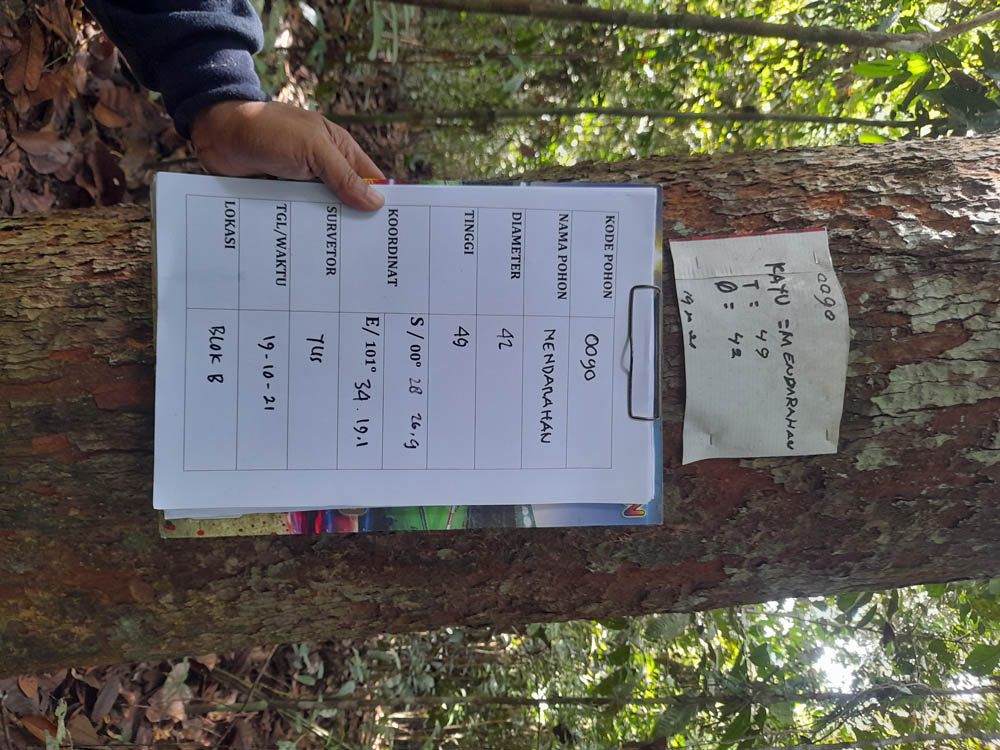 0090
KAYU = MENDARAHAN
T = 49
Ø = 42
19 10 21
N
KODE POHON 0090
NAMA POHON MENDARAHAN
DIAMETER 42
TINGGI 49
KOORDINAT S / 00° 28 26.9
E/ 101° 34.19.1
SURVETOR YUS
TGL/WAKTU 19-10-21
LOKASI BLOK B